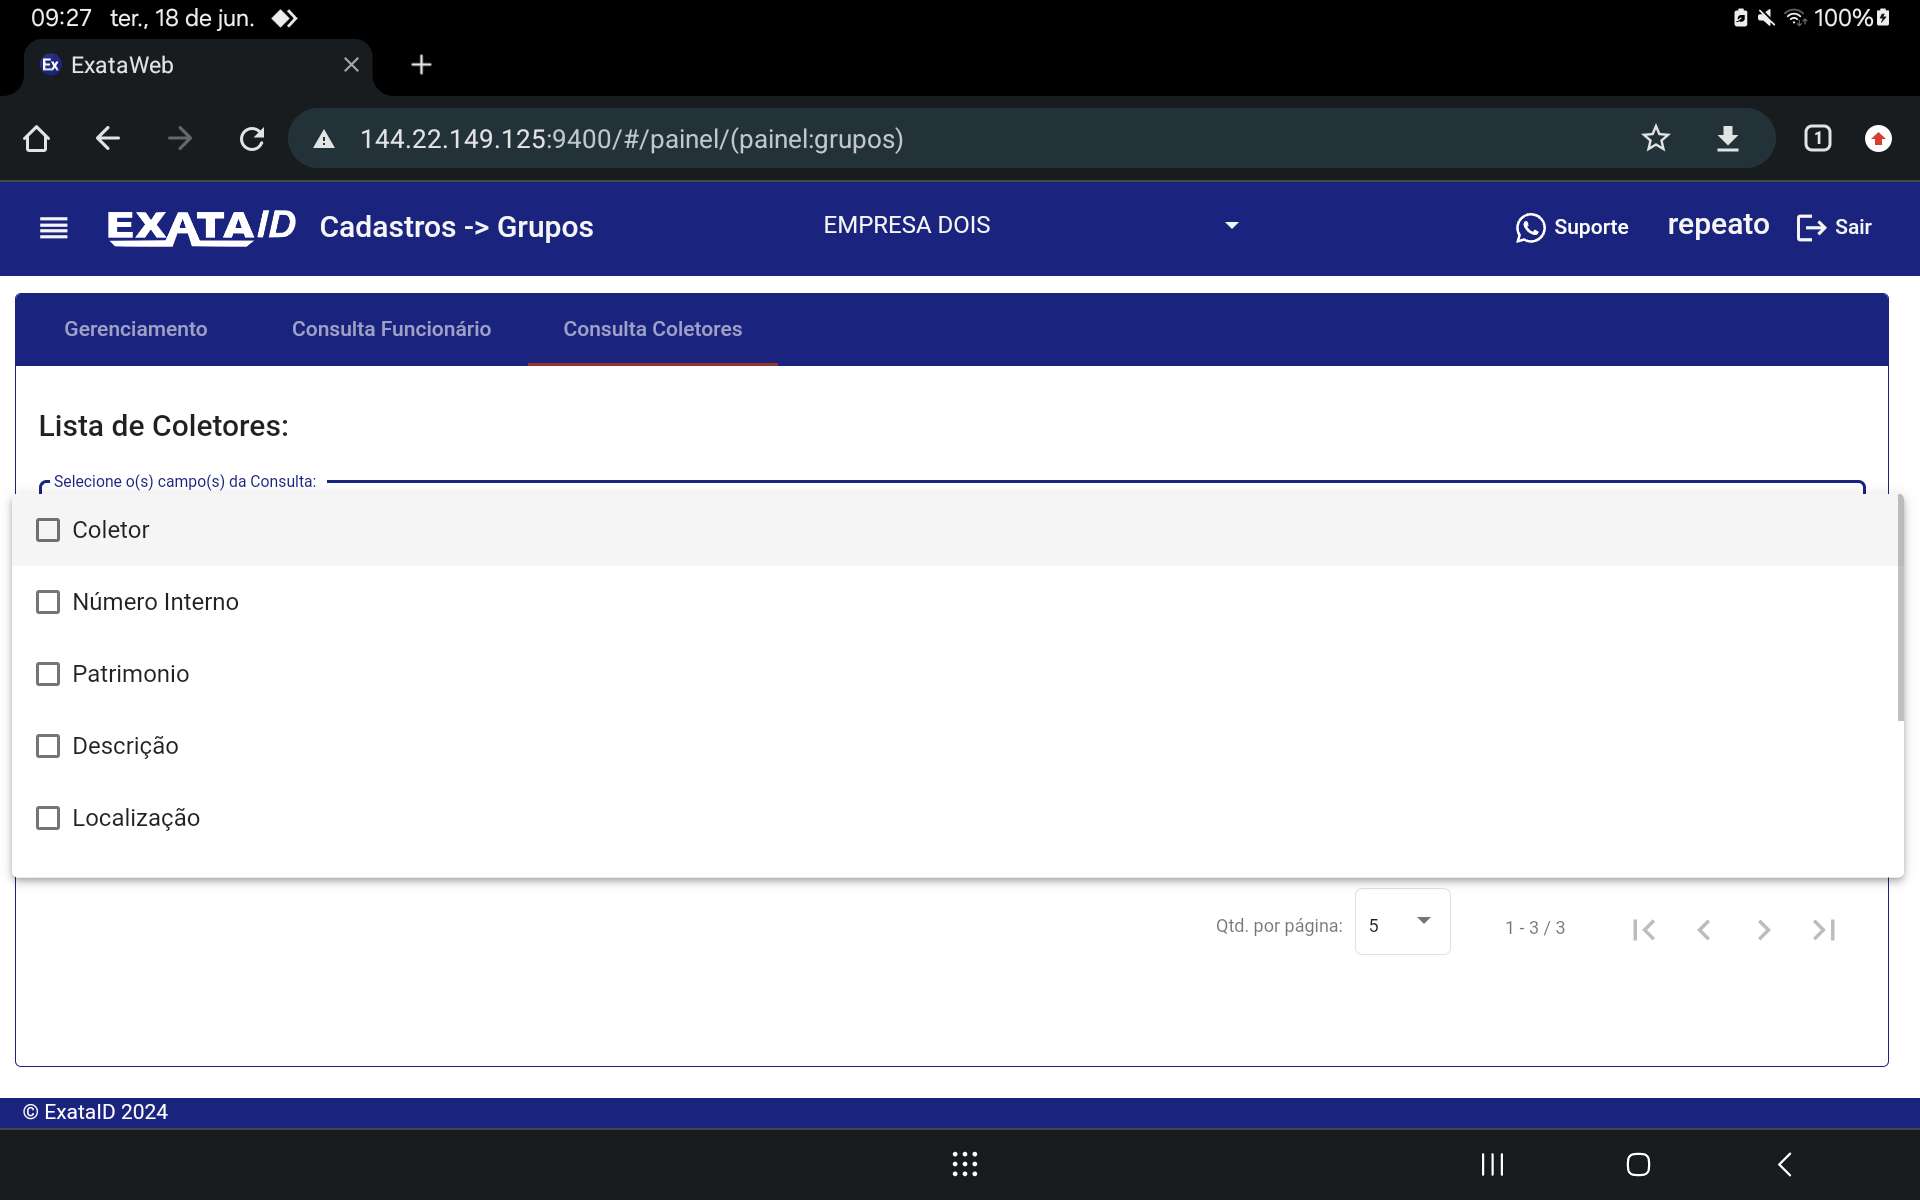 09:27 ter., 18 de jun. 100%
Ex ExataWeb
144.22.149.125:9400/#/painel/(painel:grupos) 1
EXATA/D Cadastros -> Grupos EMPRESA DOIS Suporte repeato Sair
Gerenciamento Consulta Funcionário Consulta Coletores
Lista de Coletores:
Selecione o(s) campo(s) da Consulta:
Coletor
Número Interno
Patrimonio
Descrição
Localização
Qtd. por página: 5 1 - 3 / 3
© ExataID 2024